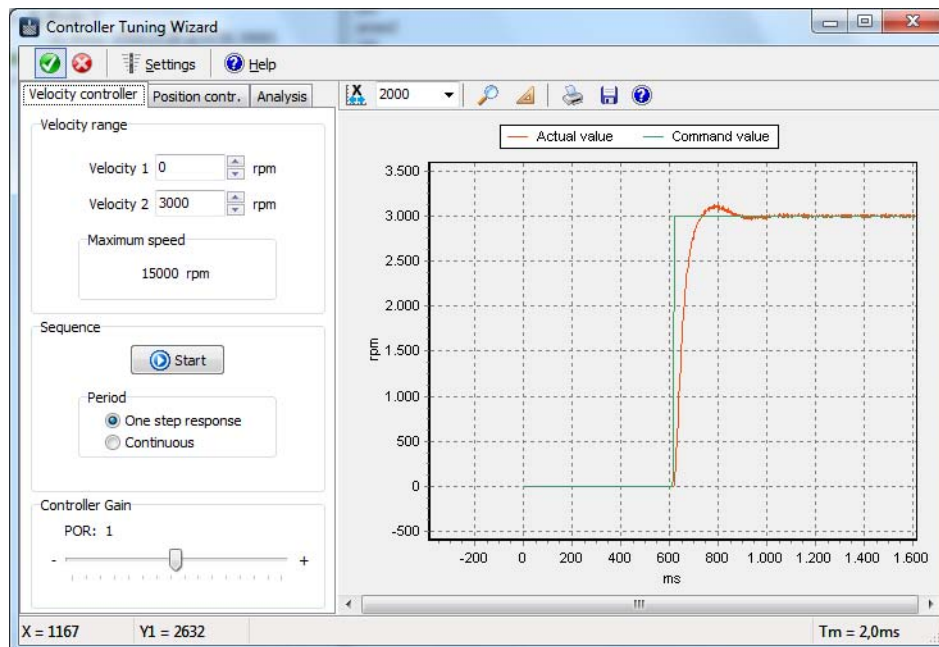 Controller Tuning Wizard
Settings
Help
Velocity controller
Position contr.
Analysis
X
2000
Velocity range
Velocity 1 0 rpm
Velocity 2 3000 rpm
Maximum speed
15000 rpm
Sequence
Start
Period
One step response
Continuous
Controller Gain
POR: 1
- +
Actual value
Command value
3.500
3.000
2.500
2.000
1.500
1.000
500
0
-500
rpm
-200 0 200 400 600 800 1.000 1.200 1.400 1.600
ms
X = 1167
Y1 = 2632
Tm = 2,0ms